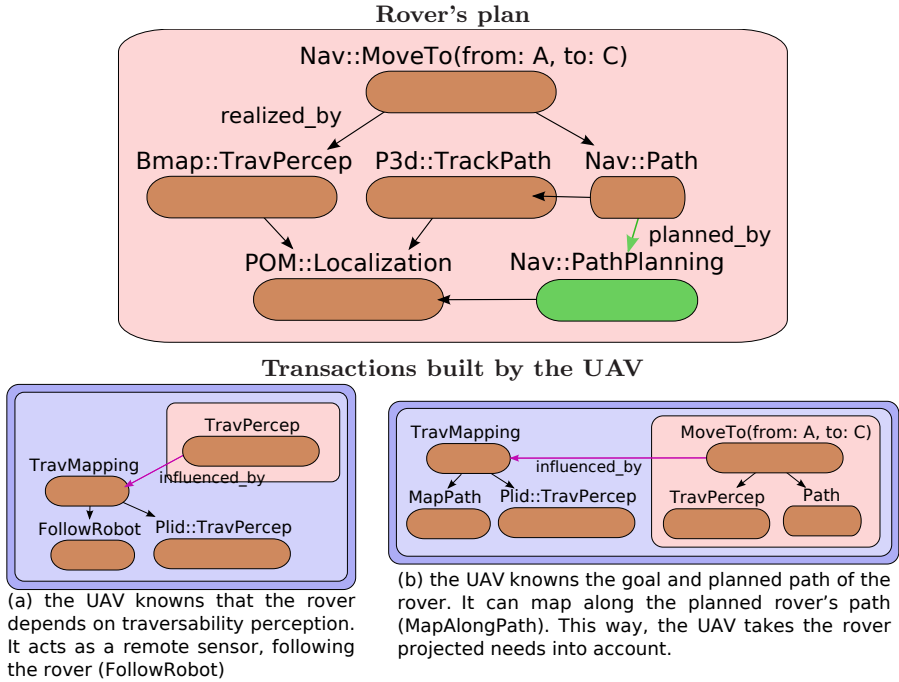 Rover's plan
Nav::MoveTo(from: A, to: C)
realized_by
Bmap::TravPercep
P3d::TrackPath
Nav::Path
planned_by
POM::Localization
Nav::PathPlanning
Transactions built by the UAV
TravPercep
TravMapping
influenced_by
FollowRobot
Plid::TravPercep
(a) the UAV knowns that the rover
depends on traversability perception.
It acts as a remote sensor, following
the rover (FollowRobot)
TravMapping
MoveTo(from: A, to: C)
influenced_by
MapPath
Plid::TravPercep
TravPercep
Path
(b) the UAV knowns the goal and planned path of the
rover. It can map along the planned rover's path
(MapAlongPath). This way, the UAV takes the rover
projected needs into account.